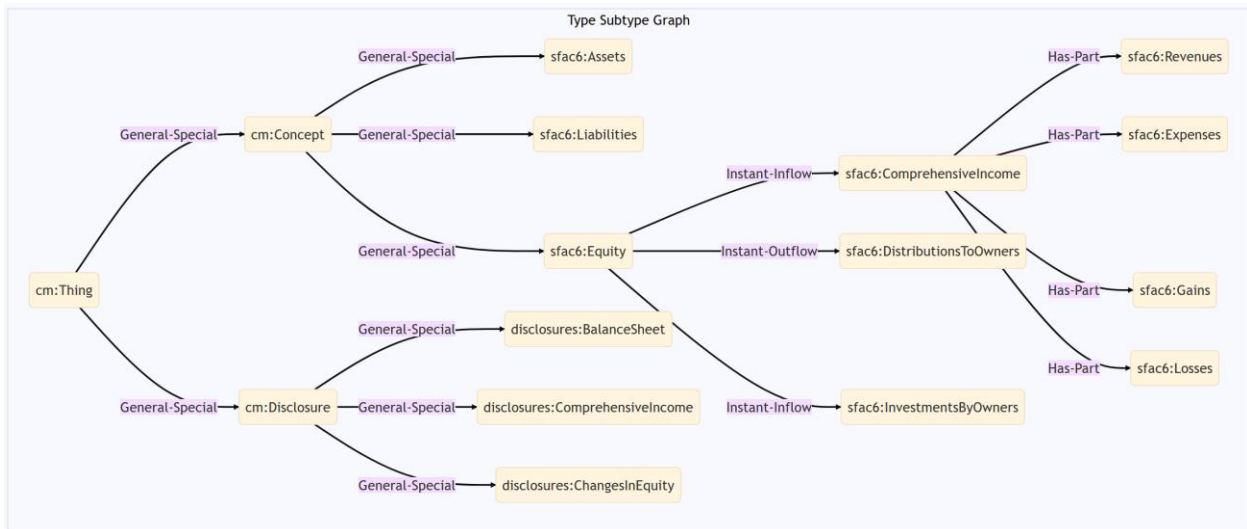 Type Subtype Graph
General-Special
sfac6:Assets
Has-Part
sfac6:Revenues
General-Special
cm:Concept
General-Special
sfac6:Liabilities
Has-Part
sfac6:Expenses
Instant-Inflow
sfac6:ComprehensiveIncome
General-Special
sfac6:Equity
Instant-Outflow
sfac6:DistributionsToOwners
cm:Thing
Has-Part
sfac6:Gains
General-Special
disclosures:BalanceSheet
Has-Part
sfac6:Losses
General-Special
cm:Disclosure
General-Special
disclosures:ComprehensiveIncome
Instant-Inflow
sfac6:InvestmentsByOwners
General-Special
disclosures:ChangesInEquity